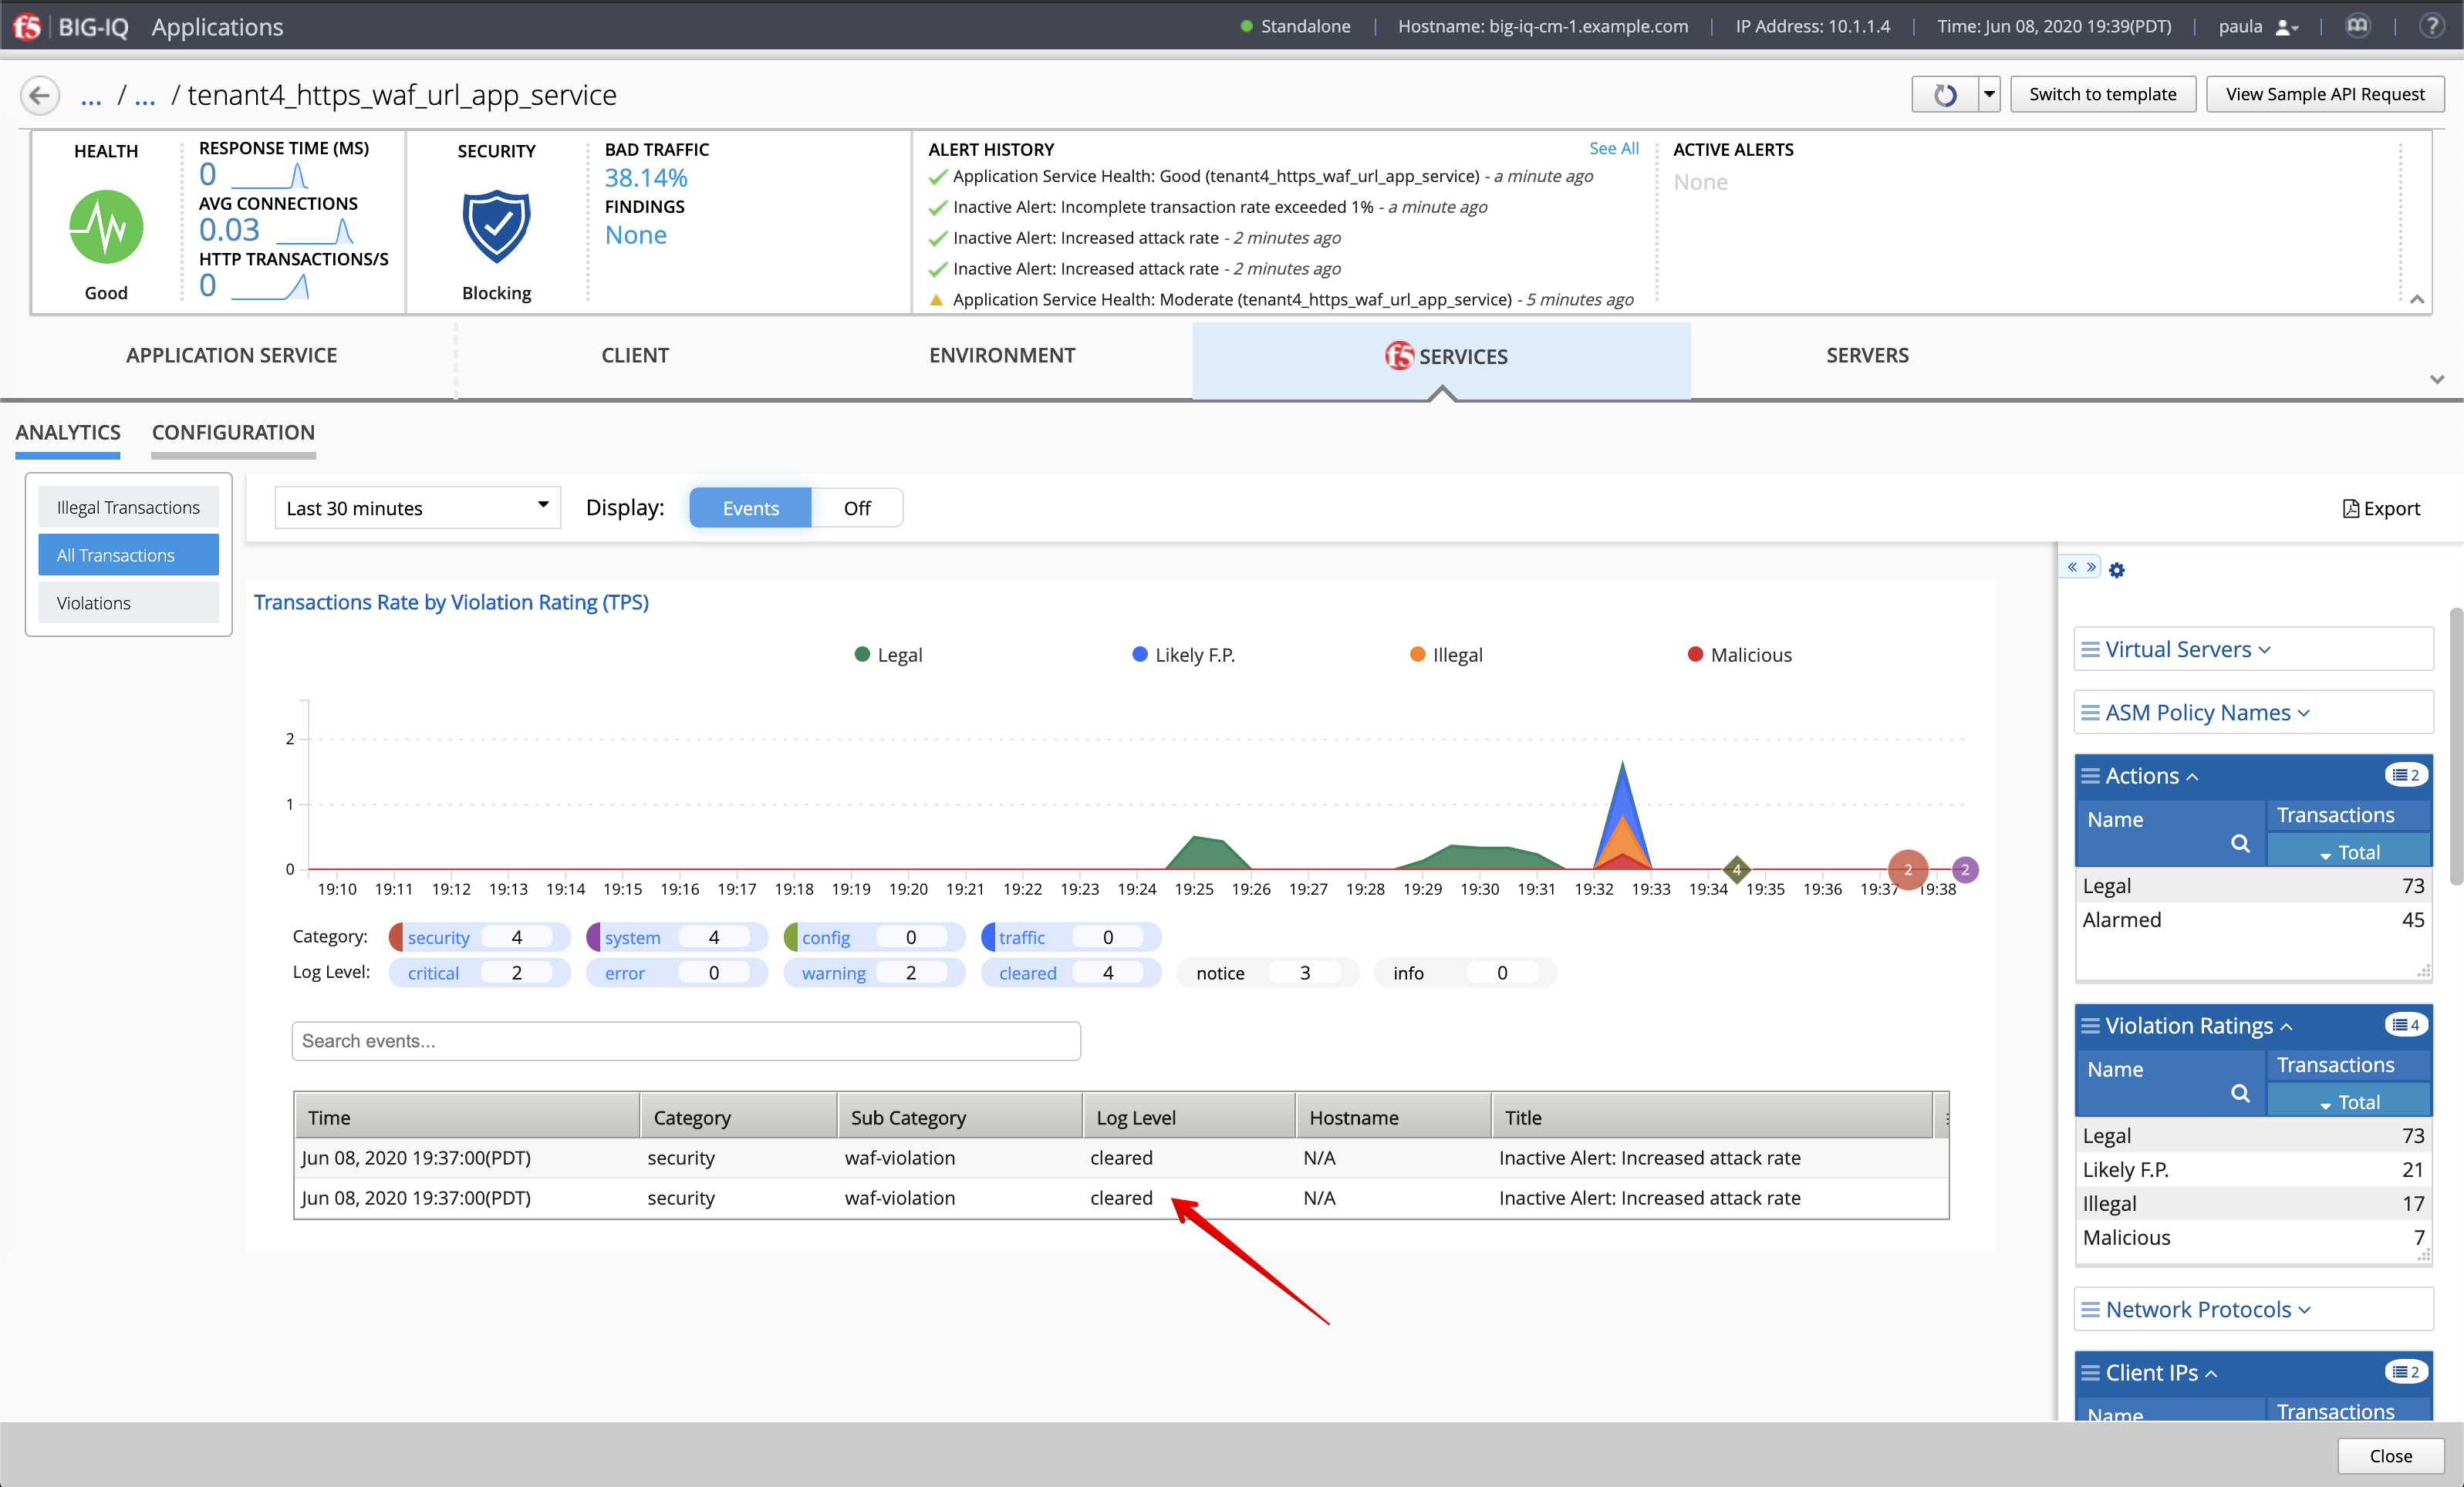 f5 BIG-IQ Applications Standalone Hostname: big-iq-cm-1.example.com IP Address: 10.1.1.4 Time: Jun 08, 2020 19:39(PDT) paula ?
... / ... / tenant4_https_waf_url_app_service Switch to template View Sample API Request
HEALTH
Good
RESPONSE TIME (MS)
0
AVG CONNECTIONS
0.03
HTTP TRANSACTIONS/S
0
SECURITY
Blocking
BAD TRAFFIC
38.14%
FINDINGS
None
ALERT HISTORY See All
Application Service Health: Good (tenant4_https_waf_url_app_service) - a minute ago
Inactive Alert: Incomplete transaction rate exceeded 1% - a minute ago
Inactive Alert: Increased attack rate - 2 minutes ago
Inactive Alert: Increased attack rate - 2 minutes ago
Application Service Health: Moderate (tenant4_https_waf_url_app_service) - 5 minutes ago
ACTIVE ALERTS
None
APPLICATION SERVICE CLIENT ENVIRONMENT f5 SERVICES SERVERS
ANALYTICS CONFIGURATION
Illegal Transactions
All Transactions
Violations
Last 30 minutes Display: Events Off Export
Transactions Rate by Violation Rating (TPS)
Legal Likely F.P. Illegal Malicious
2
1
0
4 2 2
19:10 19:11 19:12 19:13 19:14 19:15 19:16 19:17 19:18 19:19 19:20 19:21 19:22 19:23 19:24 19:25 19:26 19:27 19:28 19:29 19:30 19:31 19:32 19:33 19:34 19:35 19:36 19:37 19:38
Category: security 4 system 4 config 0 traffic 0
Log Level: critical 2 error 0 warning 2 cleared 4 notice 3 info 0
Search events...
Time Category Sub Category Log Level Hostname Title
Jun 08, 2020 19:37:00(PDT) security waf-violation cleared N/A Inactive Alert: Increased attack rate
Jun 08, 2020 19:37:00(PDT) security waf-violation cleared N/A Inactive Alert: Increased attack rate
« »
Virtual Servers
ASM Policy Names
Actions 2
Name Transactions
Total
Legal 73
Alarmed 45
Violation Ratings 4
Name Transactions
Total
Legal 73
Likely F.P. 21
Illegal 17
Malicious 7
Network Protocols
Client IPs 2
Name Transactions
Close